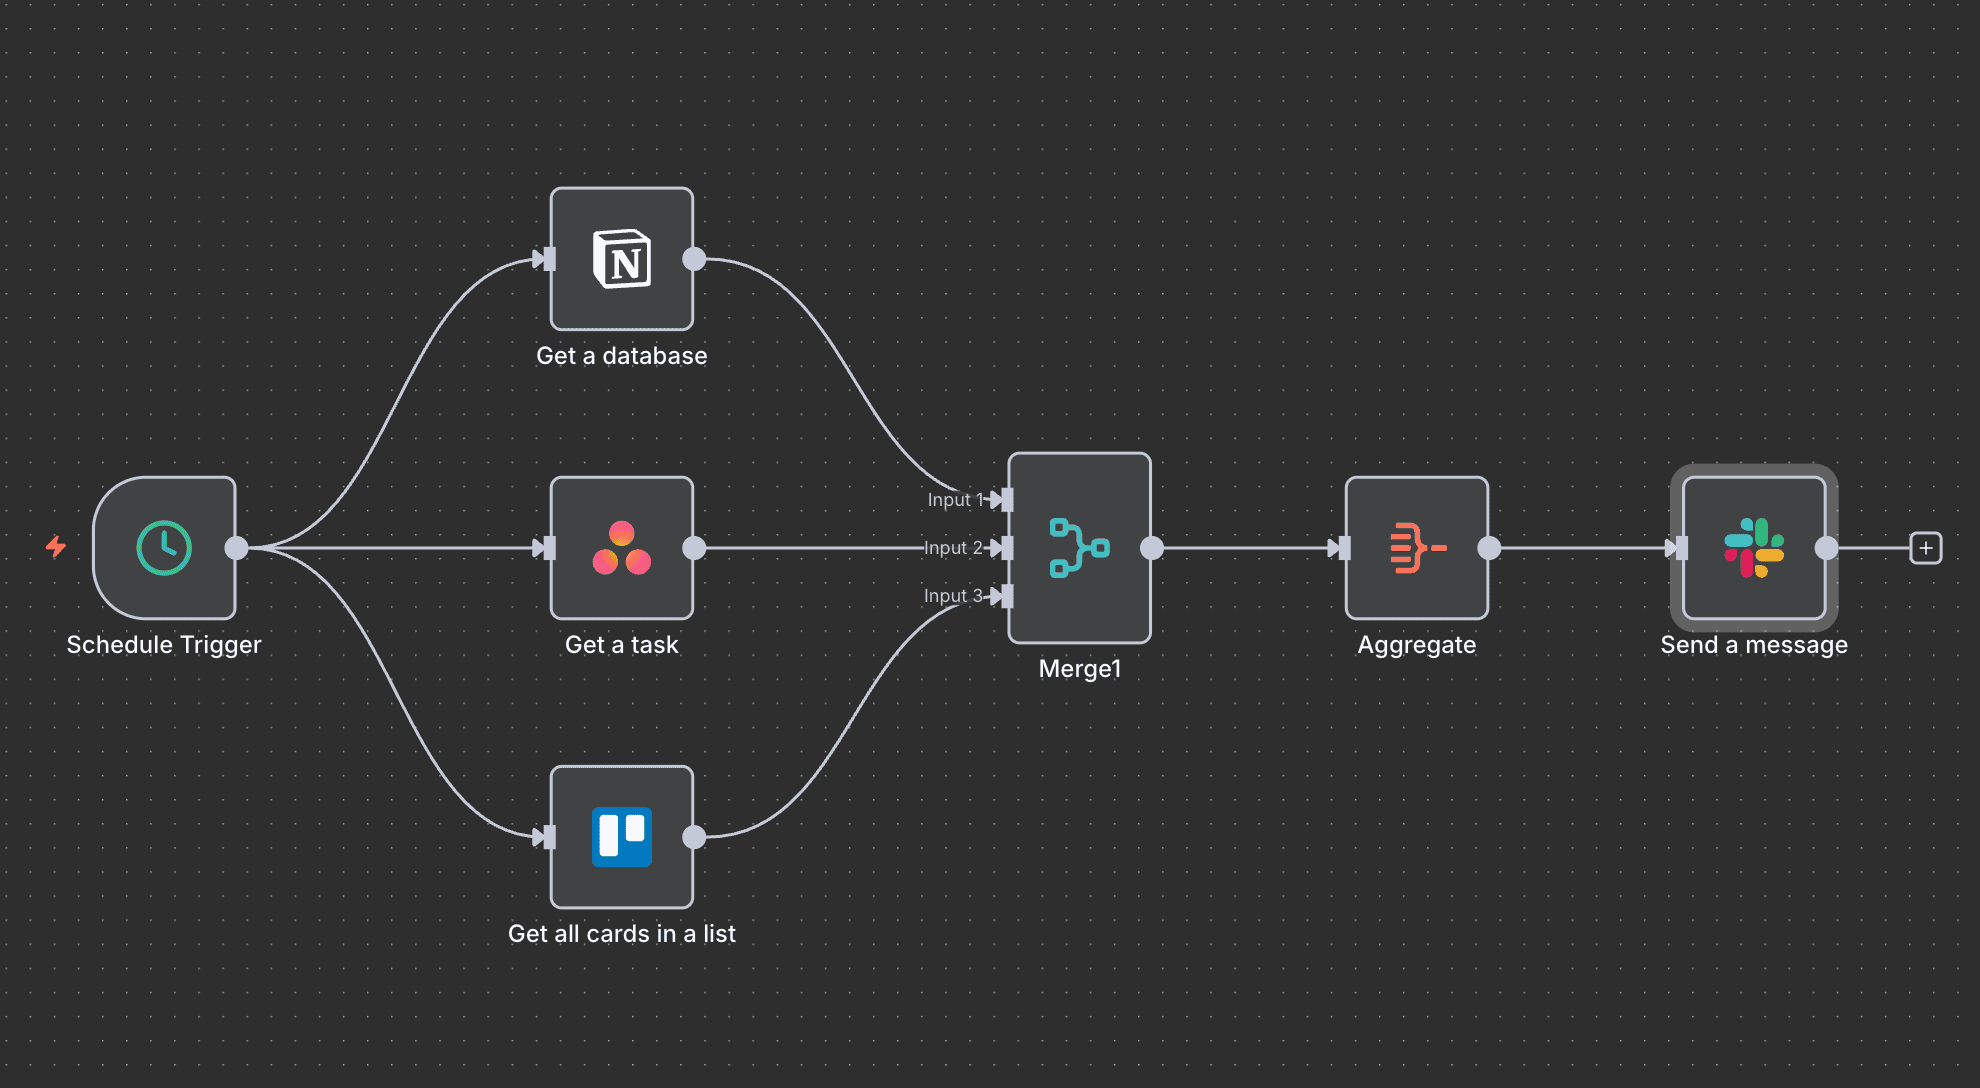 Get a database
Schedule Trigger
Get a task
Input 1
Input 2
Input 3
Merge1
Aggregate
Send a message
Get all cards in a list